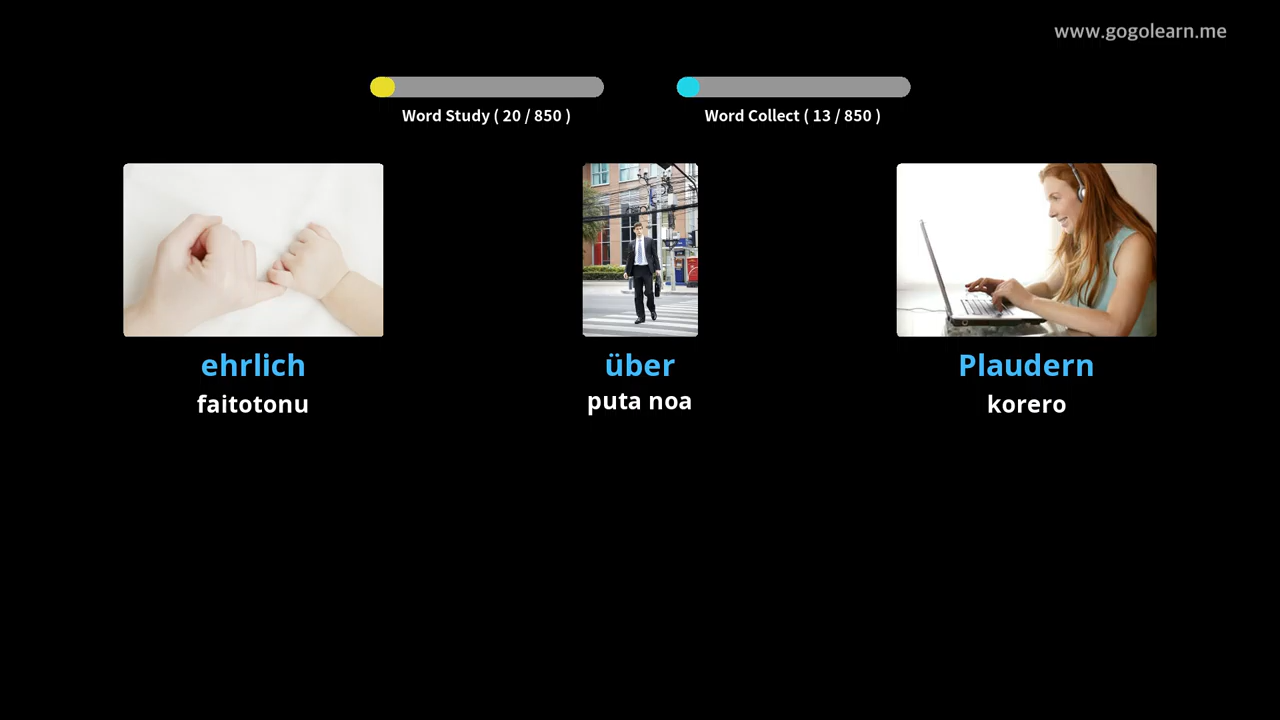 www.gogolearn.me
Word Study ( 20 / 850 )
Word Collect ( 13 / 850 )
ehrlich
über
Plaudern
faitotonu
puta noa
korero